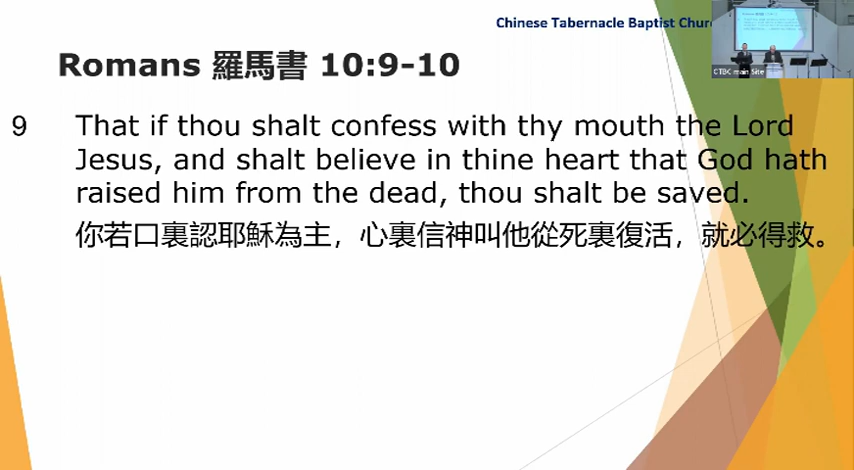 Chinese Tabernacle Baptist
CTBC main Site
Romans 羅馬書 10:9-10
9 That if thou shalt confess with thy mouth the Lord
Jesus, and shalt believe in thine heart that God hath
raised him from the dead, thou shalt be saved.
你若口裏認耶穌為主，心裏信神叫他從死裏復活，就必得救。